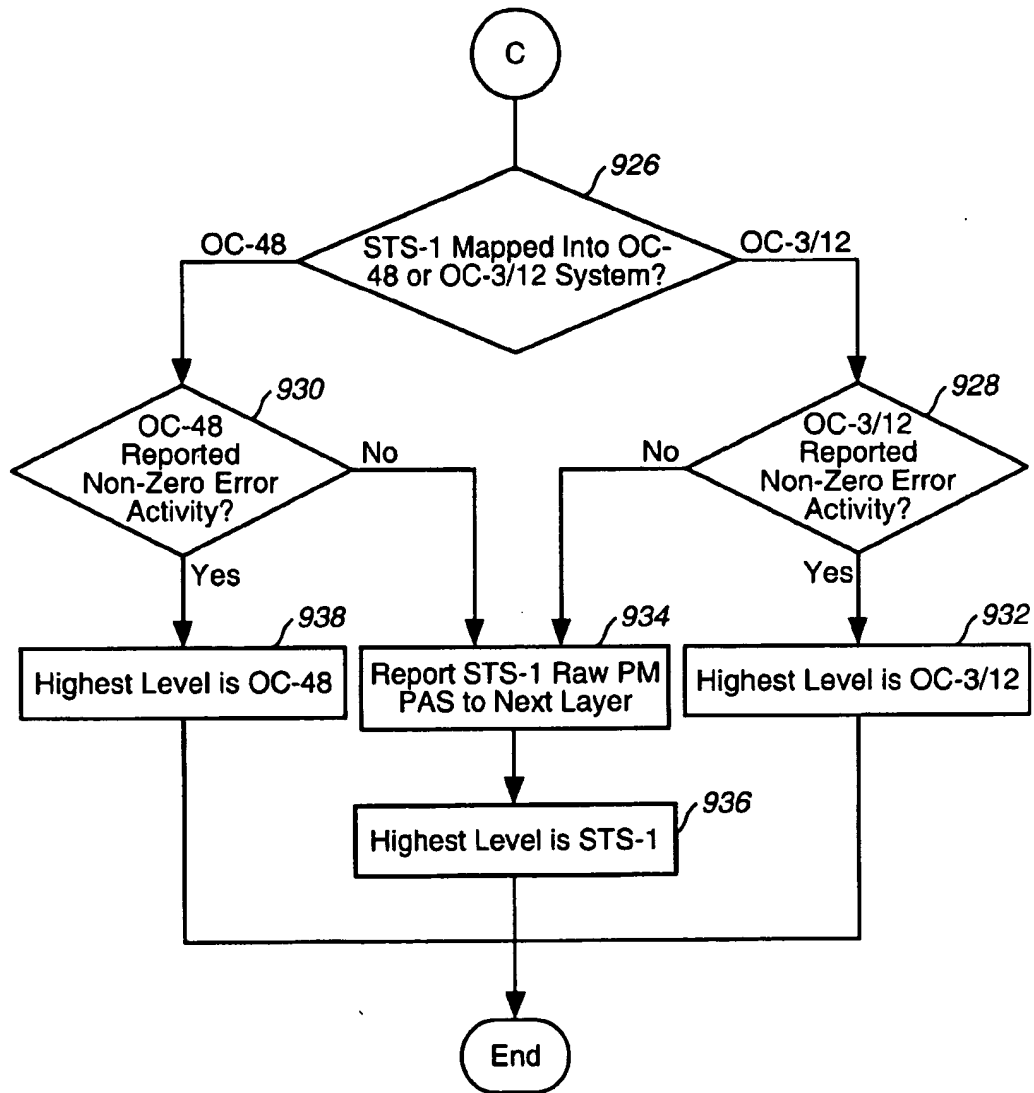 C
926
OC-48
STS-1 Mapped Into OC-
48 or OC-3/12 System?
OC-3/12
930
OC-48
Reported
Non-Zero Error
Activity?
No
Yes
928
OC-3/12
Reported
Non-Zero Error
Activity?
No
Yes
938
Highest Level is OC-48
934
Report STS-1 Raw PM
PAS to Next Layer
932
Highest Level is OC-3/12
936
Highest Level is STS-1
End